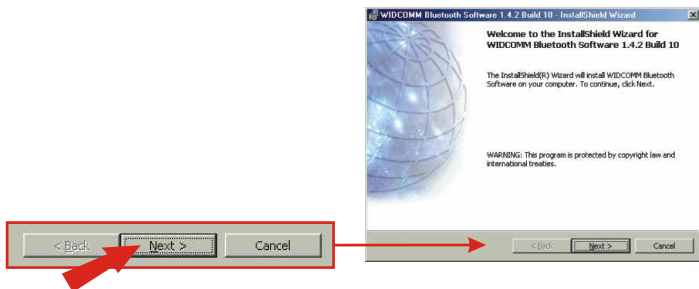 WIDCOMM Bluetooth Software 1.4.2 Build 10 - InstallShield Wizard
Welcome to the InstallShield Wizard for
WIDCOMM Bluetooth Software 1.4.2 Build 10
The InstallShield(R) Wizard will install WIDCOMM Bluetooth
Software on your computer. To continue, click Next.
WARNING: This program is protected by copyright law and
international treaties.
< Back Next > Cancel
< Back Next > Cancel